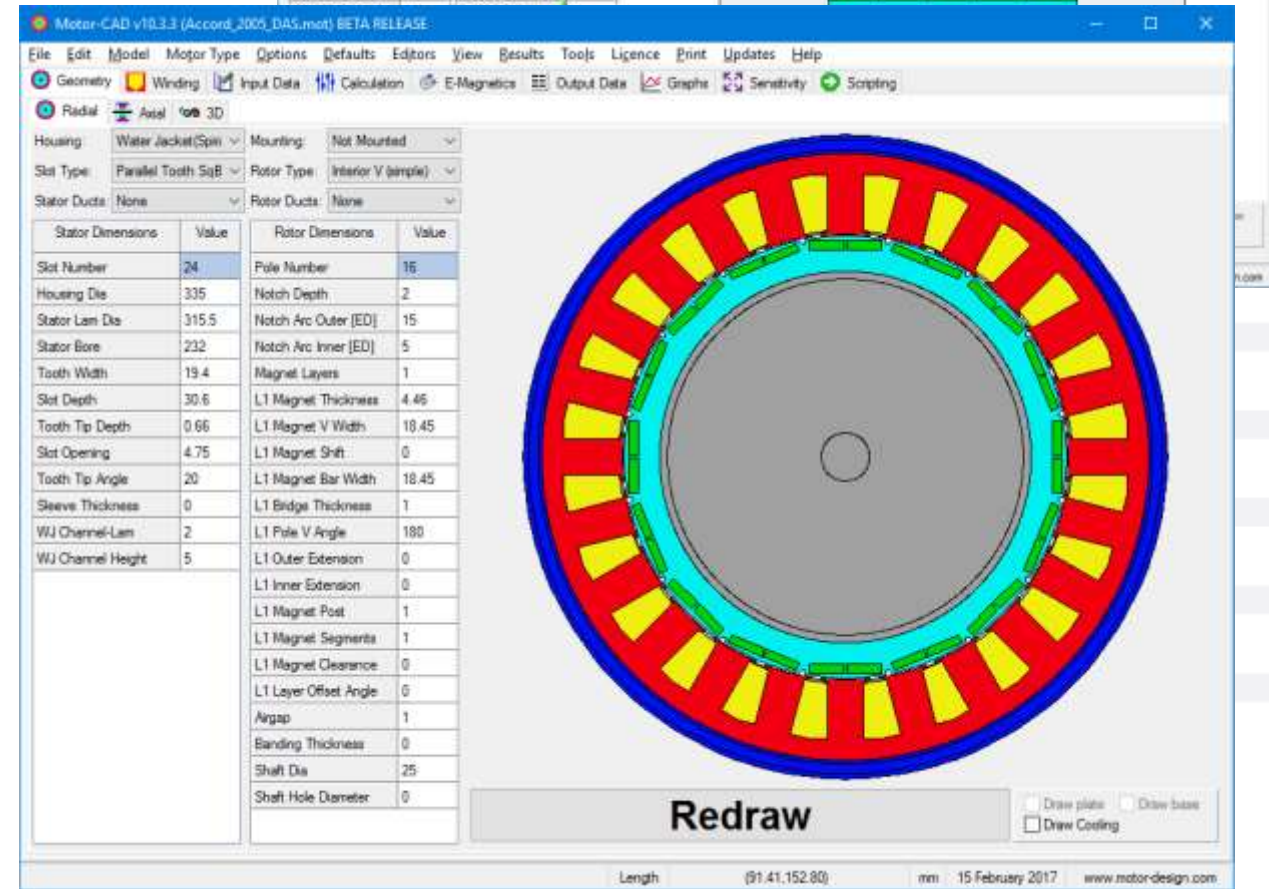 Motor-CAD v10.3.3 (Accord_2005_DAS.mot) BETA RELEASE
File Edit Model Motor Type Options Defaults Editors View Results Tools Licence Print Updates Help
Geometry Winding Input Data Calculation E-Magnetics Output Data Graphs Sensitivity Scripting
Radial Axial 3D
Housing: Water Jacket(Spir Mounting: Not Mounted
Slot Type: Parallel Tooth SqB Rotor Type: Interior V (simple)
Stator Ducts: None Rotor Ducts: None
Stator Dimensions Value Rotor Dimensions Value
Slot Number 24 Pole Number 16
Housing Dia 335 Notch Depth 2
Stator Lam Dia 315.5 Notch Arc Outer [ED] 15
Stator Bore 232 Notch Arc Inner [ED] 5
Tooth Width 19.4 Magnet Layers 1
Slot Depth 30.6 L1 Magnet Thickness 4.46
Tooth Tip Depth 0.66 L1 Magnet V Width 18.45
Slot Opening 4.75 L1 Magnet Shift 0
Tooth Tip Angle 20 L1 Magnet Bar Width 18.45
Sleeve Thickness 0 L1 Bridge Thickness 1
WJ Channel-Lam 2 L1 Pole V Angle 180
WJ Channel Height 5 L1 Outer Extension 0
L1 Inner Extension 0
L1 Magnet Post 1
L1 Magnet Segments 1
L1 Magnet Clearance 0
L1 Layer Offset Angle 0
Airgap 1
Banding Thickness 0
Shaft Dia 25
Shaft Hole Diameter 0
Redraw
Draw plate Draw base
Draw Cooling
Length (91.41,152.80) mm 15 February 2017 www.motor-design.com